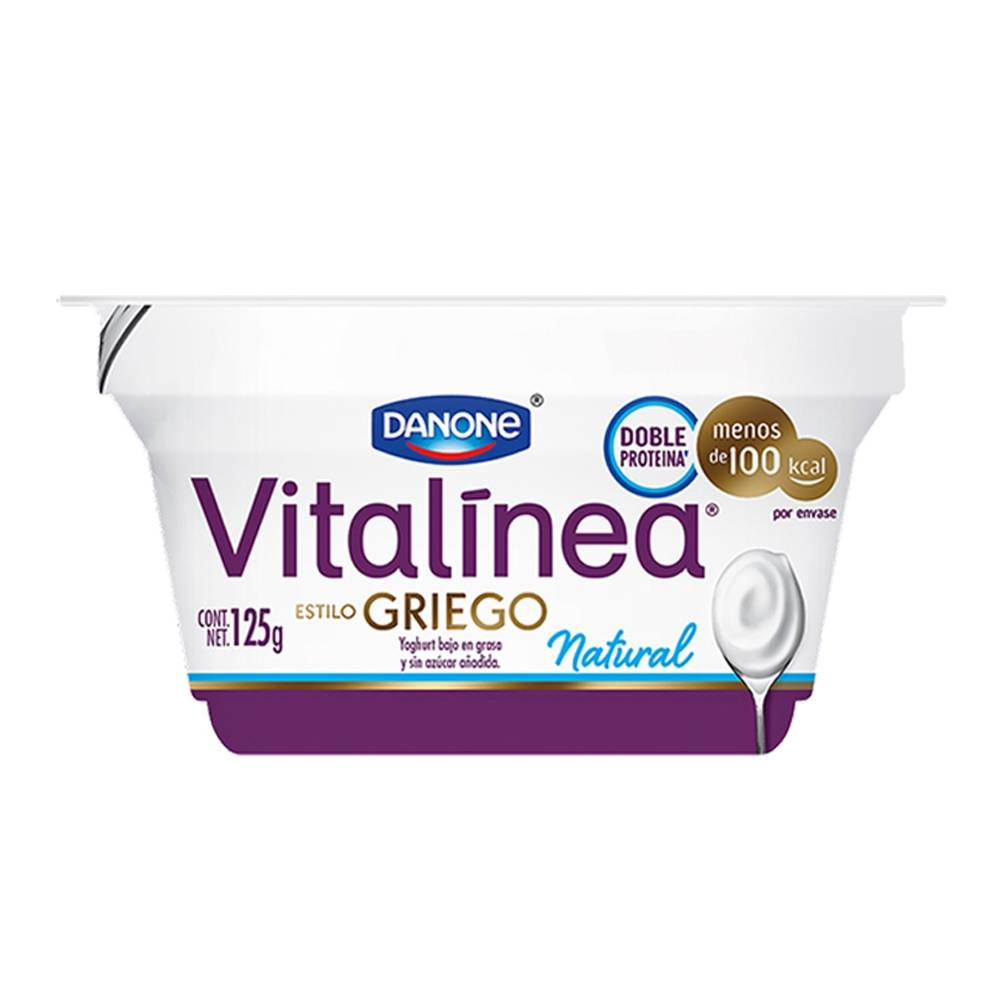 DANONE®
DOBLE
PROTEINA*
menos
de 100 kcal
por envase
Vitalínea®
ESTILO GRIEGO
CONT.
NET. 125g
Yoghurt bajo en grasa
y sin azúcar añadida.
Natural